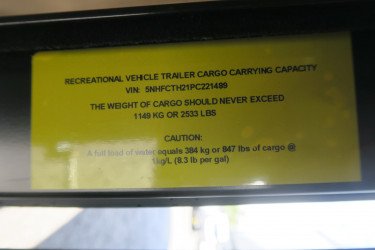 RECREATIONAL VEHICLE TRAILER CARGO CARRYING CAPACITY
VIN: 5NHFCTH21PC221499
THE WEIGHT OF CARGO SHOULD NEVER EXCEED
1149 KG OR 2533 LBS
CAUTION:
A full load of water equals 384 kg or 847 lbs of cargo @
1kg/L (8.3 lb per gal)